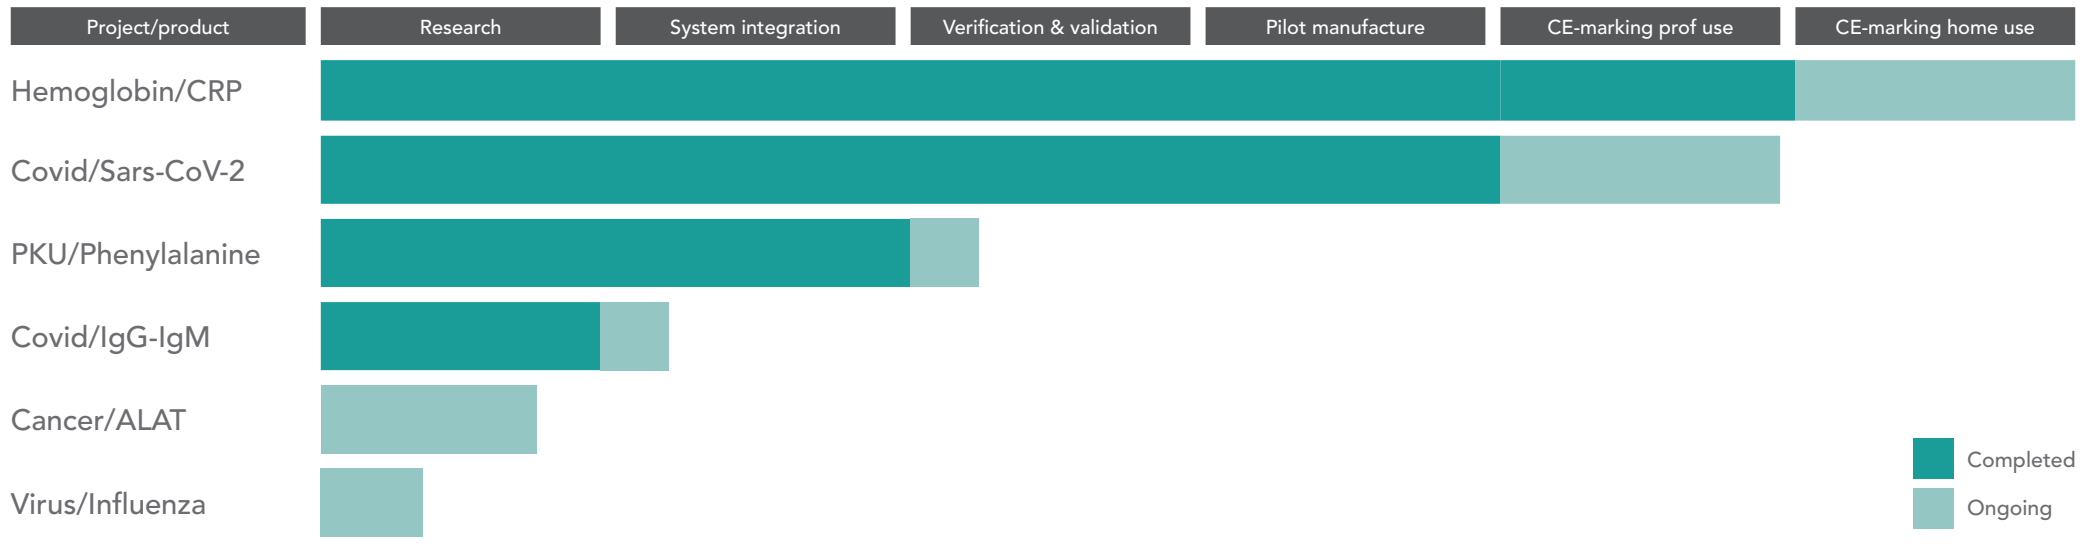 Project/product
Research
System integration
Verification & validation
Pilot manufacture
CE-marking prof use
CE-marking home use
Hemoglobin/CRP
Covid/Sars-CoV-2
PKU/Phenylalanine
Covid/IgG-IgM
Cancer/ALAT
Virus/Influenza
Completed
Ongoing